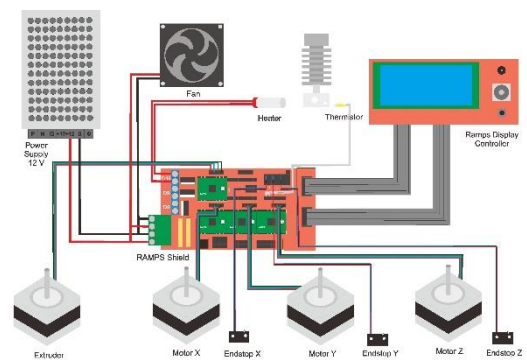 Fan
Heater
Thermistor
Ramps Display
Controller
Power
Supply
12 V
RAMPS Shield
Extruder
Motor X
Endstop X
Motor Y
Endstop Y
Motor Z
Endstop Z